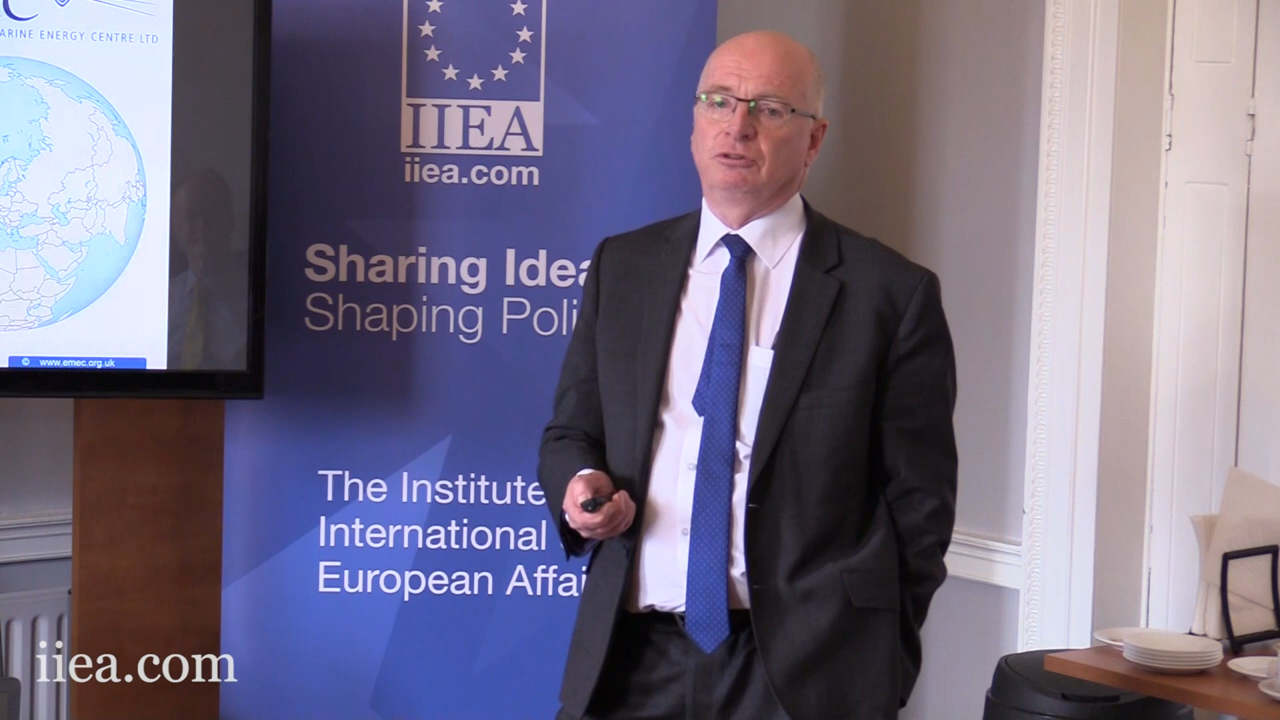 ARINE ENERGY CENTRE LTD
© www.emec.org.uk
IIEA
iiea.com
Sharing Idea
Shaping Poli
The Institute
International
European Affai
iiea.com